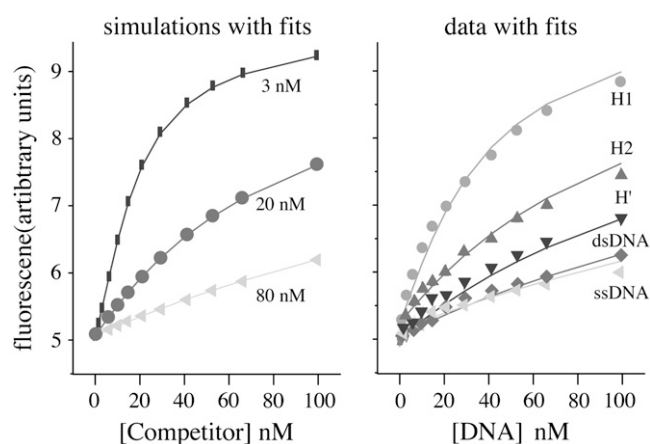 simulations with fits
data with fits
fluorescene(artibtrary units)
9
8
7
6
5
3 nM
20 nM
80 nM
0 20 40 60 80 100
[Competitor] nM
H1
H2
H'
dsDNA
ssDNA
0 20 40 60 80 100
[DNA] nM